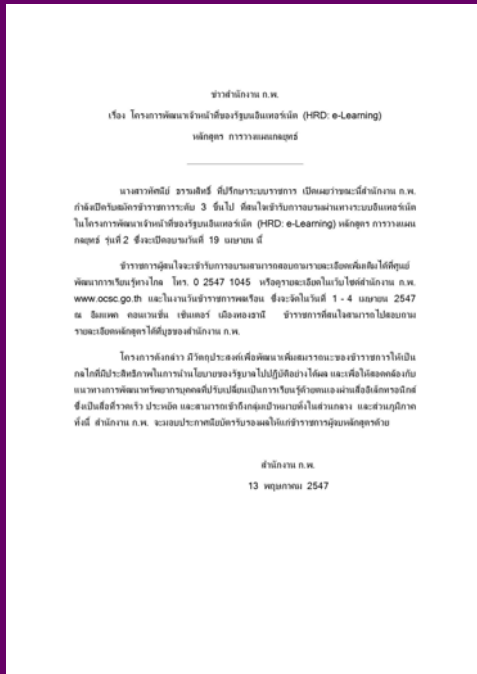 ข่าวสำนักงาน ก.พ.
เรื่อง โครงการพัฒนาเจ้าหน้าที่ของรัฐบนอินเทอร์เน็ต (HRD: e-Learning)
หลักสูตร การวางแผนกลยุทธ์
นางสาวทัศนีย์ ธรรมสิทธิ์ ที่ปรึกษาระบบราชการ เปิดเผยว่าขณะนี้สำนักงาน ก.พ.
กำลังเปิดรับสมัครข้าราชการระดับ 3 ขึ้นไป ที่สนใจเข้ารับการอบรมผ่านทางระบบอินเทอร์เน็ต
ในโครงการพัฒนาเจ้าหน้าที่ของรัฐบนอินเทอร์เน็ต (HRD: e-Learning) หลักสูตร การวางแผน
กลยุทธ์ รุ่นที่ 2 ซึ่งจะเปิดอบรมวันที่ 19 เมษายน นี้
ข้าราชการผู้สนใจจะเข้ารับการอบรมสามารถสอบถามรายละเอียดเพิ่มเติมได้ที่ศูนย์
พัฒนาการเรียนรู้ทางไกล โทร. 0 2547 1045 หรือดูรายละเอียดในเว็บไซต์สำนักงาน ก.พ.
www.ocsc.go.th และในงานวันข้าราชการพลเรือน ซึ่งจะจัดในวันที่ 1 - 4 เมษายน 2547
ณ อิมแพค คอนเวนชั่น เซ็นเตอร์ เมืองทองธานี ข้าราชการที่สนใจสามารถไปสอบถาม
รายละเอียดหลักสูตรได้ที่บูธของสำนักงาน ก.พ.
โครงการดังกล่าว มีวัตถุประสงค์เพื่อพัฒนาเพิ่มสมรรถนะของข้าราชการให้เป็น
กลไกที่มีประสิทธิภาพในการนำนโยบายของรัฐบาลไปปฏิบัติอย่างได้ผล และเพื่อให้สอดคล้องกับ
แนวทางการพัฒนาทรัพยากรบุคคลที่ปรับเปลี่ยนเป็นการเรียนรู้ด้วยตนเองผ่านสื่ออิเล็กทรอนิกส์
ซึ่งเป็นสื่อที่รวดเร็ว ประหยัด และสามารถเข้าถึงกลุ่มเป้าหมายทั้งในส่วนกลาง และส่วนภูมิภาค
ทั้งนี้ สำนักงาน ก.พ. จะมอบประกาศนียบัตรรับรองผลให้แก่ข้าราชการผู้จบหลักสูตรด้วย
สำนักงาน ก.พ.
13 พฤษภาคม 2547